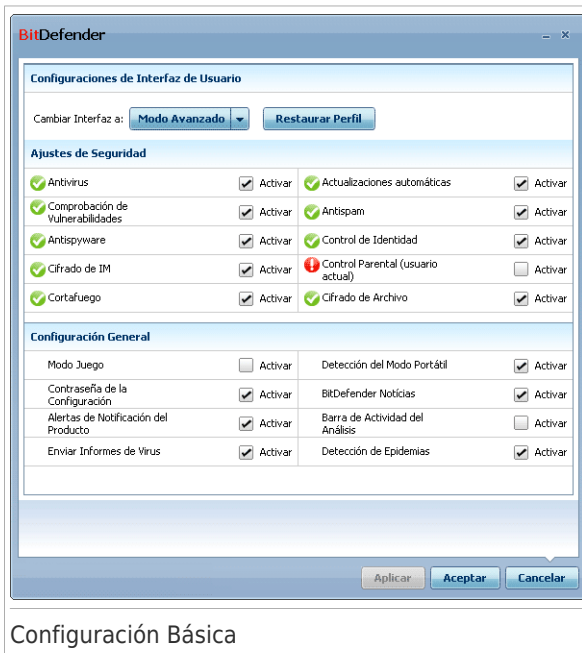 BitDefender
Configuraciones de Interfaz de Usuario
Cambiar Interfaz a: Modo Avanzado Restaurar Perfil
Ajustes de Seguridad
Antivirus Activar Actualizaciones automáticas Activar
Comprobación de
Vulnerabilidades Activar Antispam Activar
Antispyware Activar Control de Identidad Activar
Cifrado de IM Activar Control Parental (usuario
actual) Activar
Cortafuego Activar Cifrado de Archivo Activar
Configuración General
Modo Juego Activar Detección del Modo Portátil Activar
Contraseña de la
Configuración Activar BitDefender Notícias Activar
Alertas de Notificación del
Producto Activar Barra de Actividad del
Análisis Activar
Enviar Informes de Virus Activar Detección de Epidemias Activar
Aplicar Aceptar Cancelar
Configuración Básica